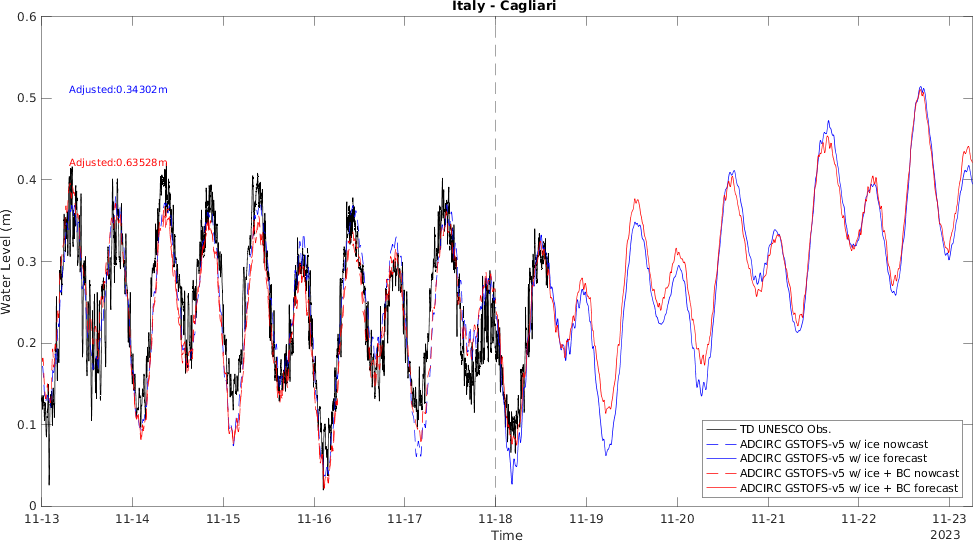 Italy - Cagliari
0.6
0.5
0.4
0.3
0.2
0.1
0
Water Level (m)
Adjusted:0.34302m
Adjusted:0.63528m
TD UNESCO Obs.
ADCIRC GSTOFS-v5 w/ ice nowcast
ADCIRC GSTOFS-v5 w/ ice forecast
ADCIRC GSTOFS-v5 w/ ice + BC nowcast
ADCIRC GSTOFS-v5 w/ ice + BC forecast
11-13 11-14 11-15 11-16 11-17 11-18 11-19 11-20 11-21 11-22 11-23
Time
2023